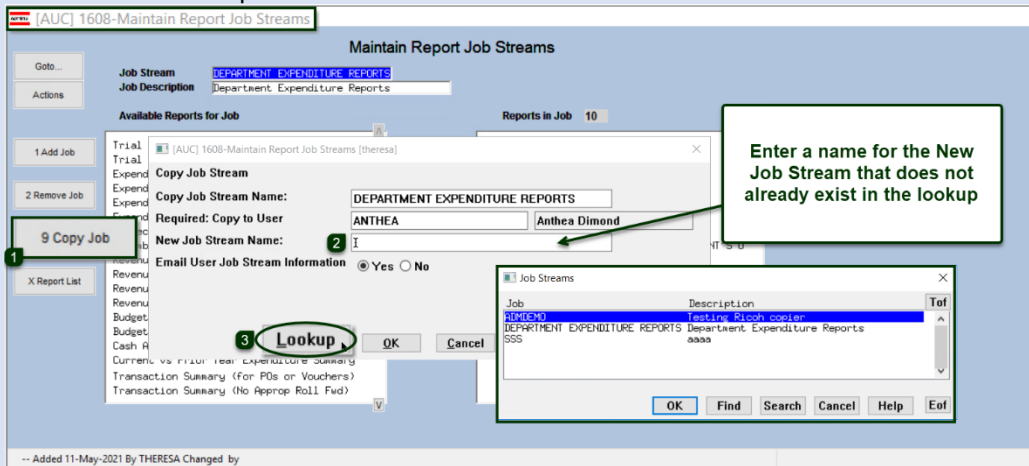 [AUC] 1608-Maintain Report Job Streams
Maintain Report Job Streams
Goto...
Actions
Job Stream DEPARTMENT EXPENDITURE REPORTS
Job Description Department Expenditure Reports
Available Reports for Job
Reports in Job 10
1 Add Job
2 Remove Job
9 Copy Job
1
X Report List
Trial
Trial
Expend
Expend
Expend
Revenu
Revenu
Revenu
Budget
Budget
Cash A
Current vs Prior Year Expenditure Summary
Transaction Summary (for POs or Vouchers)
Transaction Summary (No Approp Roll Fwd)
[AUC] 1608-Maintain Report Job Streams [theresa]
Copy Job Stream
Copy Job Stream Name: DEPARTMENT EXPENDITURE REPORTS
Required: Copy to User ANTHEA Anthea Dimond
New Job Stream Name: 2
Email User Job Stream Information Yes No
3 Lookup OK Cancel
Enter a name for the New
Job Stream that does not
already exist in the lookup
Job Streams
Job Description Tof
ADMDEMO Testing Ricoh copier
DEPARTMENT EXPENDITURE REPORTS Department Expenditure Reports
SSS aaaa
OK Find Search Cancel Help Eof
-- Added 11-May-2021 By THERESA Changed by